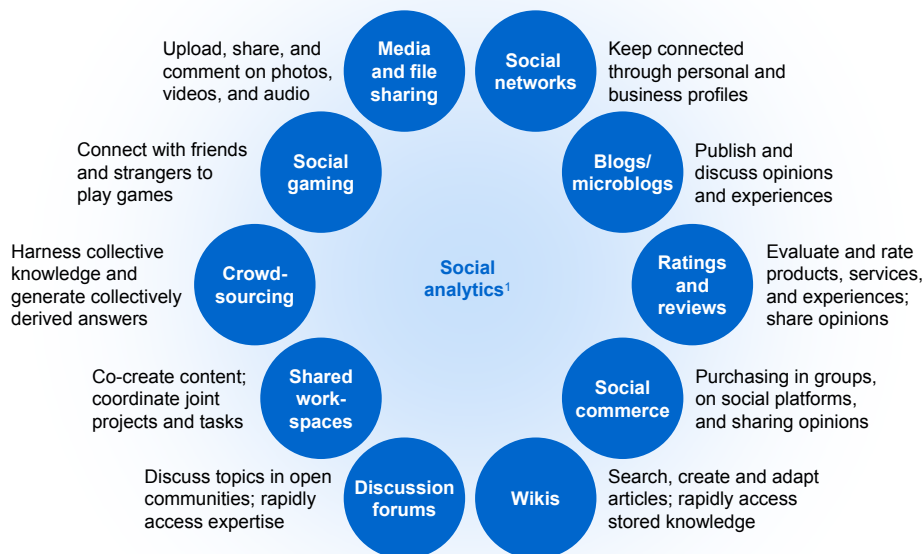 Upload, share, and
comment on photos,
videos, and audio
Media
and file
sharing
Social
networks
Keep connected
through personal and
business profiles
Connect with friends
and strangers to
play games
Social
gaming
Blogs/
microblogs
Publish and
discuss opinions
and experiences
Harness collective
knowledge and
generate collectively
derived answers
Crowd-
sourcing
Social
analytics¹
Ratings
and
reviews
Evaluate and rate
products, services,
and experiences;
share opinions
Co-create content;
coordinate joint
projects and tasks
Shared
work-
spaces
Social
commerce
Purchasing in groups,
on social platforms,
and sharing opinions
Discuss topics in open
communities; rapidly
access expertise
Discussion
forums
Wikis
Search, create and adapt
articles; rapidly access
stored knowledge